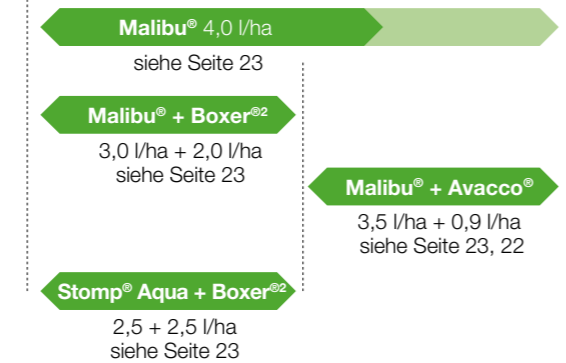 Malibu® 4,0 l/ha
siehe Seite 23
Malibu® + Boxer®²
3,0 l/ha + 2,0 l/ha
siehe Seite 23
Malibu® + Avacco®
3,5 l/ha + 0,9 l/ha
siehe Seite 23, 22
Stomp® Aqua + Boxer®²
2,5 + 2,5 l/ha
siehe Seite 23